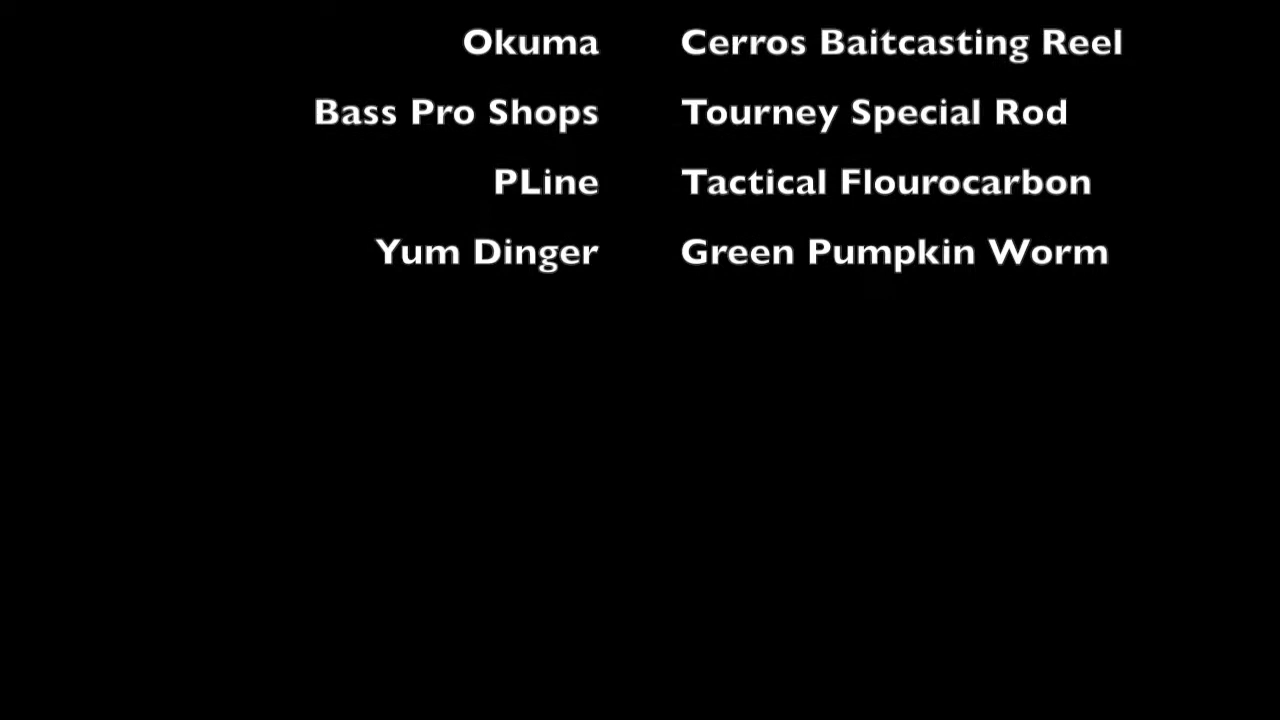 Okuma Cerros Baitcasting Reel
Bass Pro Shops Tourney Special Rod
PLine Tactical Flourocarbon
Yum Dinger Green Pumpkin Worm